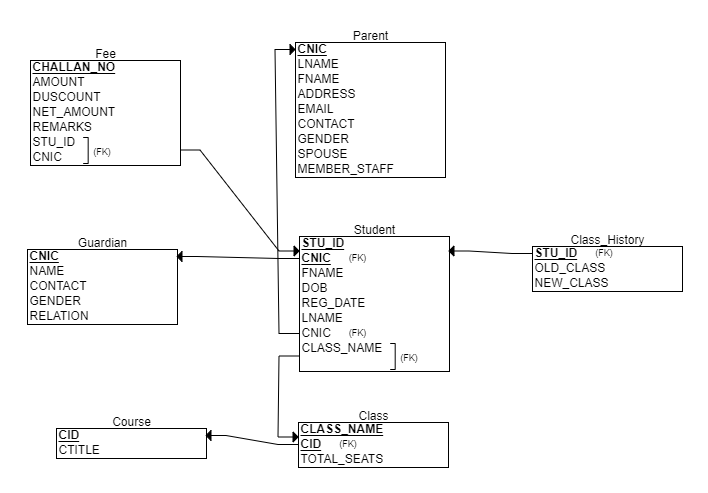 Parent
CNIC
LNAME
FNAME
ADDRESS
EMAIL
CONTACT
GENDER
SPOUSE
MEMBER_STAFF
Fee
CHALLAN_NO
AMOUNT
DUSCOUNT
NET_AMOUNT
REMARKS
STU_ID
CNIC (FK)
Student
STU_ID
CNIC (FK)
FNAME
DOB
REG_DATE
LNAME
CNIC (FK)
CLASS_NAME (FK)
Guardian
CNIC
NAME
CONTACT
GENDER
RELATION
Class_History
STU_ID (FK)
OLD_CLASS
NEW_CLASS
Course
CID
CTITLE
Class
CLASS_NAME
CID (FK)
TOTAL_SEATS